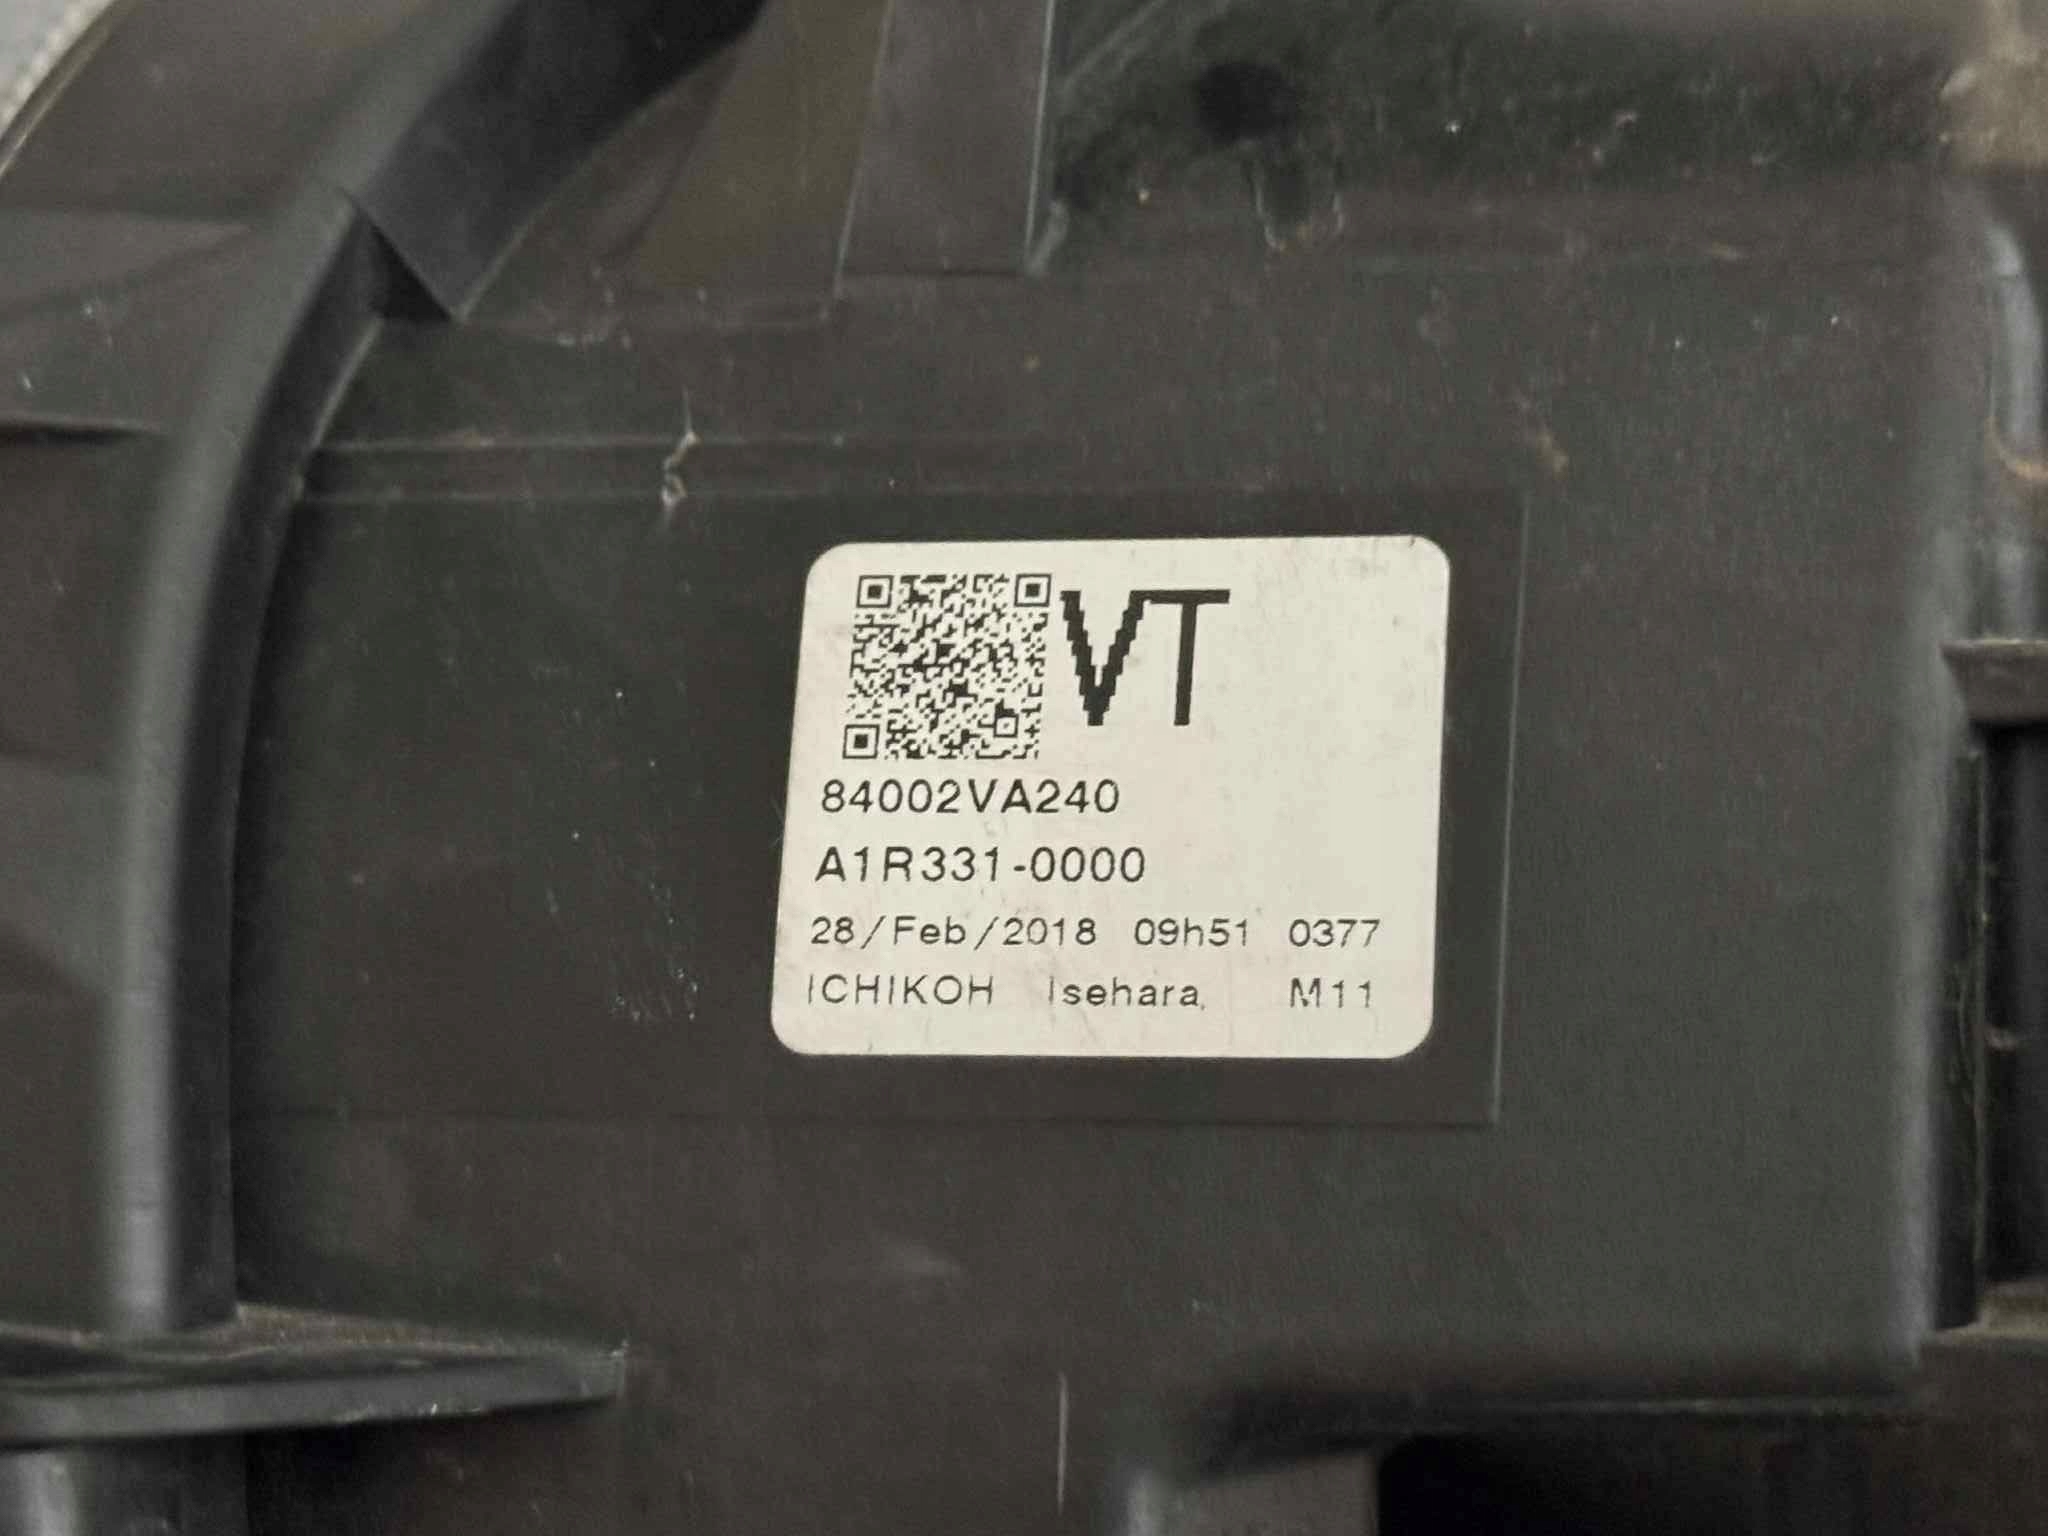 VT
84002VA240
A1R331-0000
28/Feb/2018 09h51 0377
ICHIKOH Isehara M11